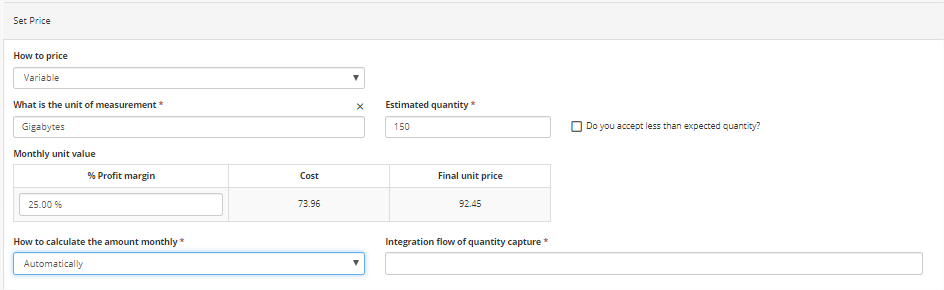 Set Price
How to price
Variable
What is the unit of measurement * × Estimated quantity *
Gigabytes 150 Do you accept less than expected quantity?
Monthly unit value
% Profit margin Cost Final unit price
25.00 % 73.96 92.45
How to calculate the amount monthly * Integration flow of quantity capture *
Automatically